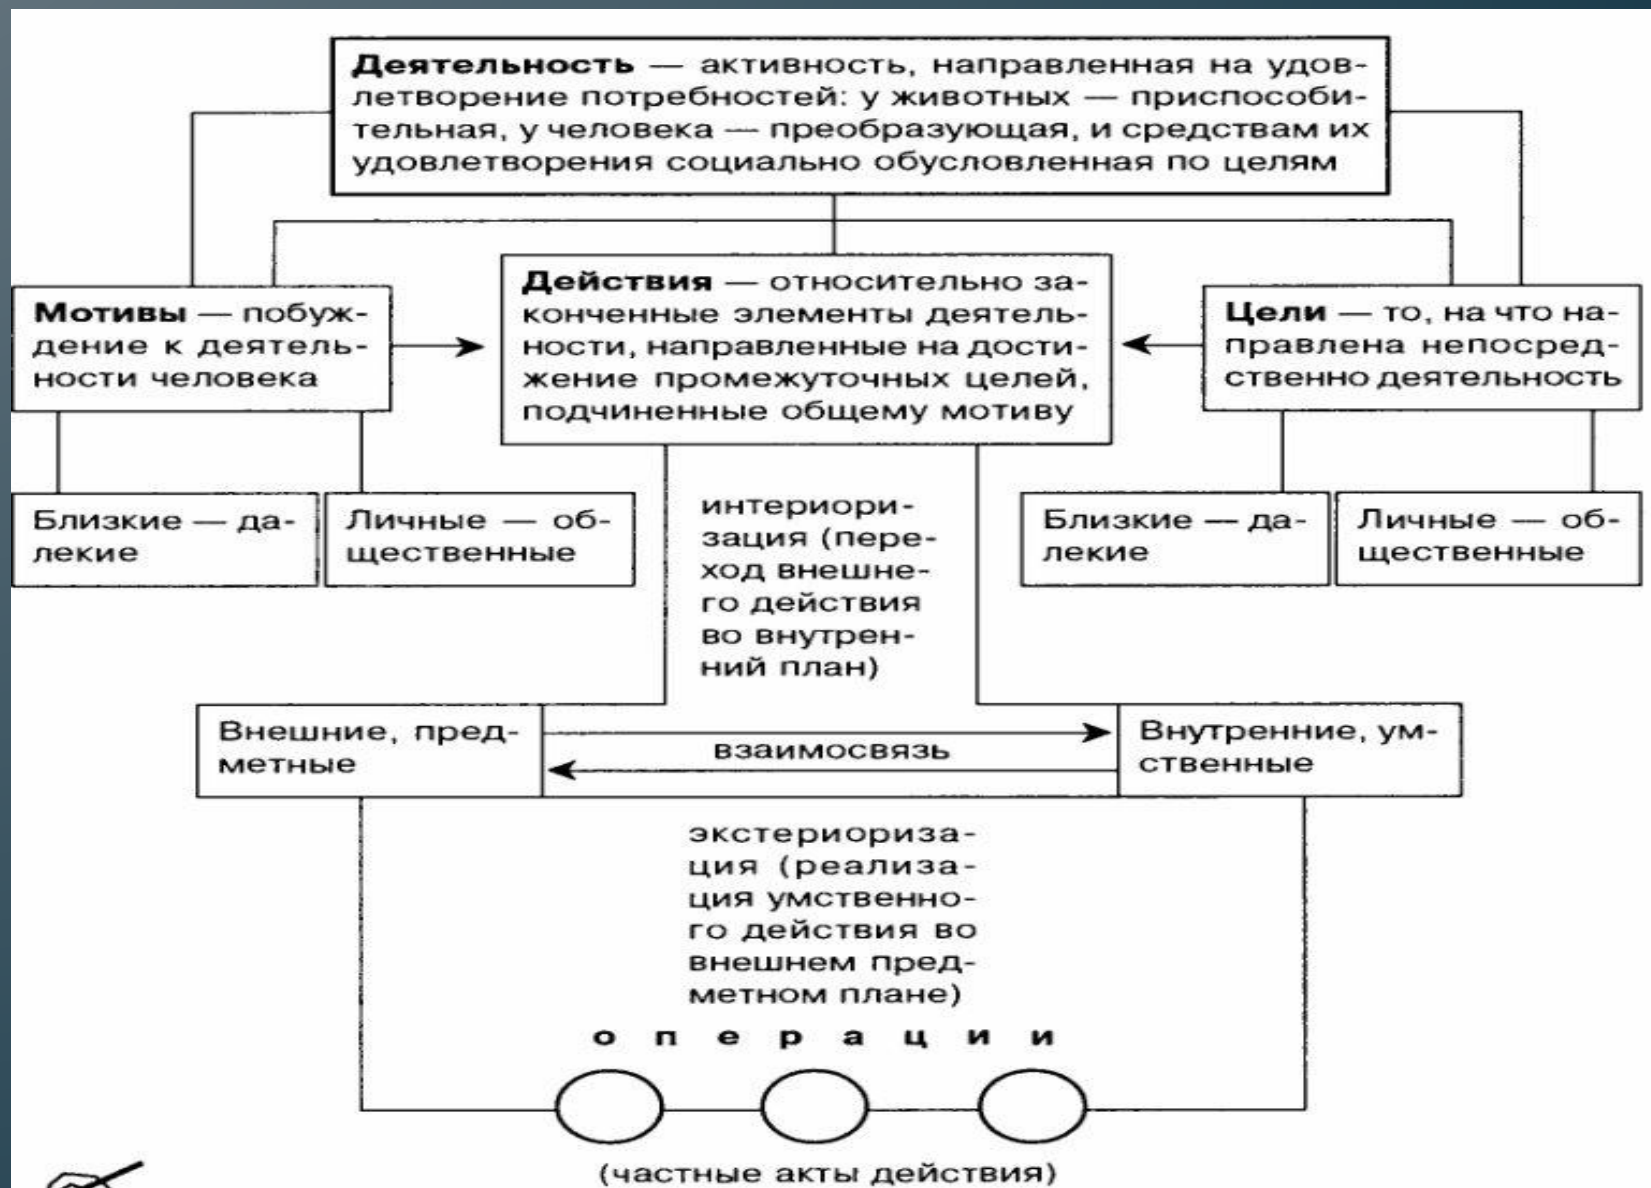 Деятельность — активность, направленная на удов-
летворение потребностей: у животных — приспособи-
тельная, у человека — преобразующая, и средствам их
удовлетворения социально обусловленная по целям
Мотивы — побуж-
дение к деятель-
ности человека
Действия — относительно за-
конченные элементы деятель-
ности, направленные на дости-
жение промежуточных целей,
подчиненные общему мотиву
Цели — то, на что на-
правлена непосред-
ственно деятельность
Близкие — да-
лекие
Личные — об-
щественные
интериори-
зация (пере-
ход внешне-
го действия
во внутрен-
ний план)
Близкие — да-
лекие
Личные — об-
щественные
Внешние, пред-
метные
взаимосвязь
Внутренние, ум-
ственные
экстериориза-
ция (реализа-
ция умственно-
го действия во
внешнем пред-
метном плане)
операции
(частные акты действия)